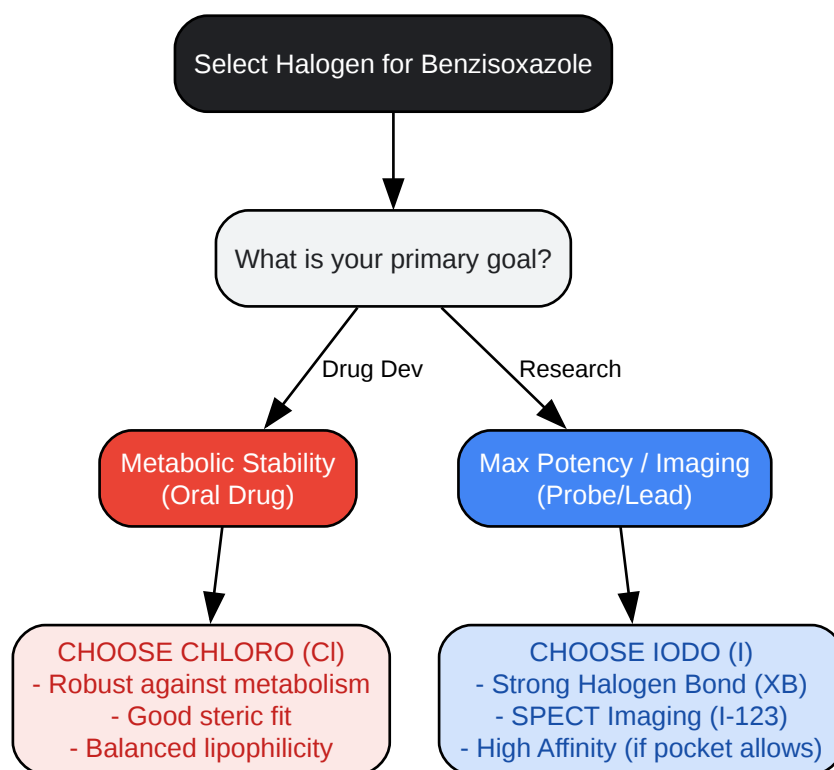 Select Halogen for Benzisoxazole
What is your primary goal?
Drug Dev
Research
Metabolic Stability
(Oral Drug)
Max Potency / Imaging
(Probe/Lead)
CHOOSE CHLORO (Cl)
- Robust against metabolism
- Good steric fit
- Balanced lipophilicity
CHOOSE IODO (I)
- Strong Halogen Bond (XB)
- SPECT Imaging (I-123)
- High Affinity (if pocket allows)